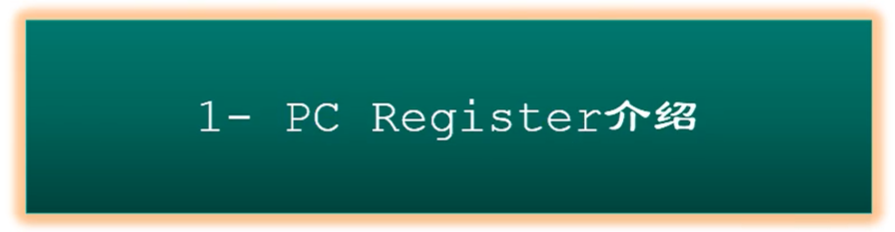 1- PC Register介绍